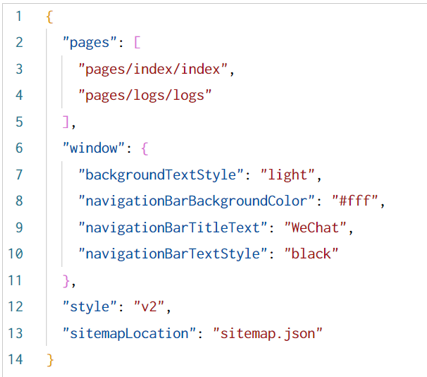 1 {
2   "pages": [
3     "pages/index/index",
4     "pages/logs/logs"
5   ],
6   "window": {
7     "backgroundTextStyle": "light",
8     "navigationBarBackgroundColor": "#fff",
9     "navigationBarTitleText": "WeChat",
10     "navigationBarTextStyle": "black"
11   },
12   "style": "v2",
13   "sitemapLocation": "sitemap.json"
14 }